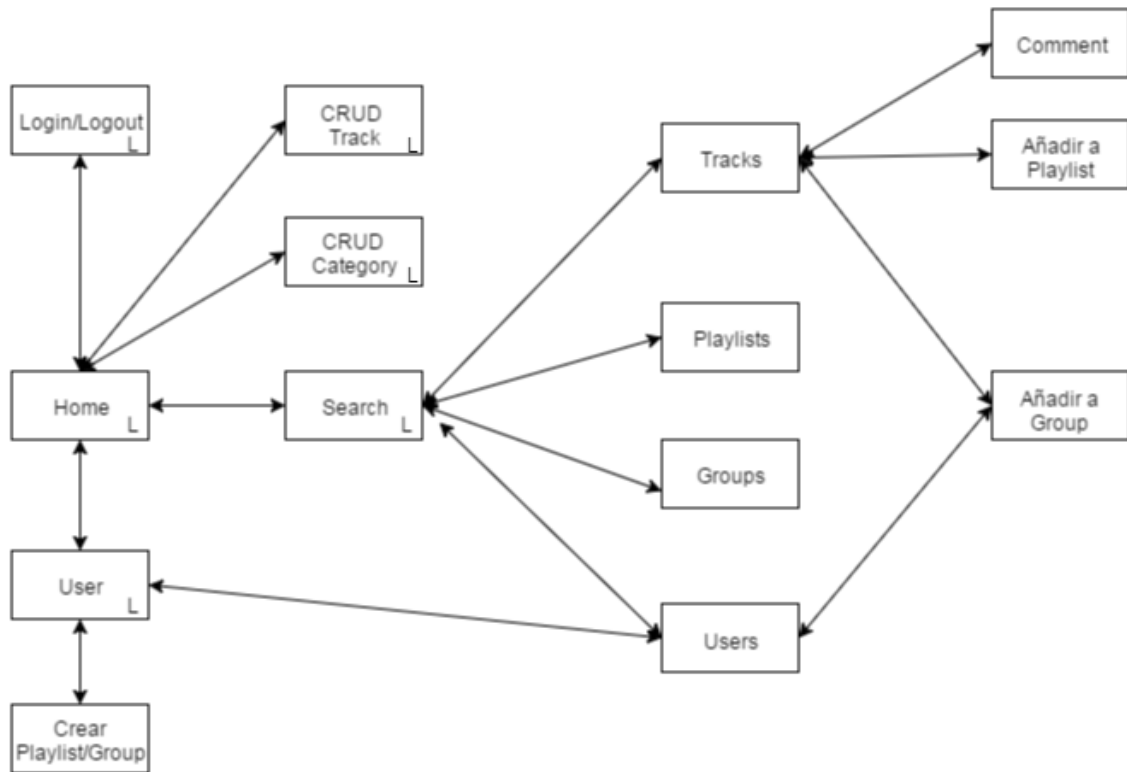 Comment
Login/Logout
L
CRUD
Track
L
Tracks
Añadir a
Playlist
CRUD
Category
L
Playlists
Home
L
Search
L
Añadir a
Group
Groups
User
L
Users
Crear
Playlist/Group